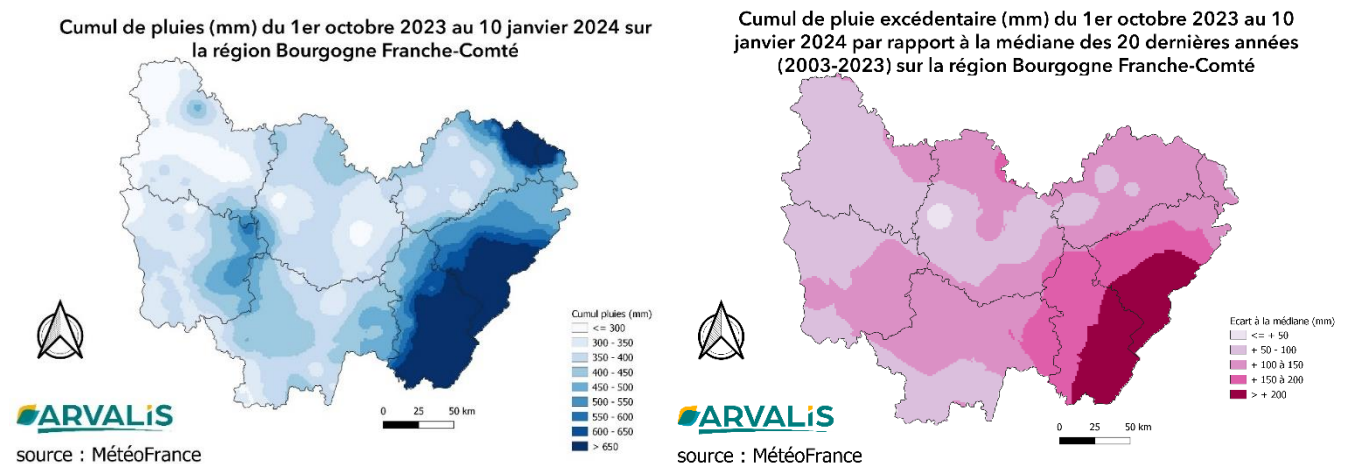 Cumul de pluies (mm) du 1er octobre 2023 au 10 janvier 2024 sur
la région Bourgogne Franche-Comté
Cumul pluies (mm)
<= 300
300 - 350
350 - 400
400 - 450
450 - 500
500 - 550
550 - 600
600 - 650
> 650
0 25 50 km
ARVALiS
source : MétéoFrance
Cumul de pluie excédentaire (mm) du 1er octobre 2023 au 10
janvier 2024 par rapport à la médiane des 20 dernières années
(2003-2023) sur la région Bourgogne Franche-Comté
Ecart à la médiane (mm)
<= + 50
+ 50 - 100
+ 100 à 150
+ 150 à 200
> + 200
0 25 50 km
ARVALiS
source : MétéoFrance